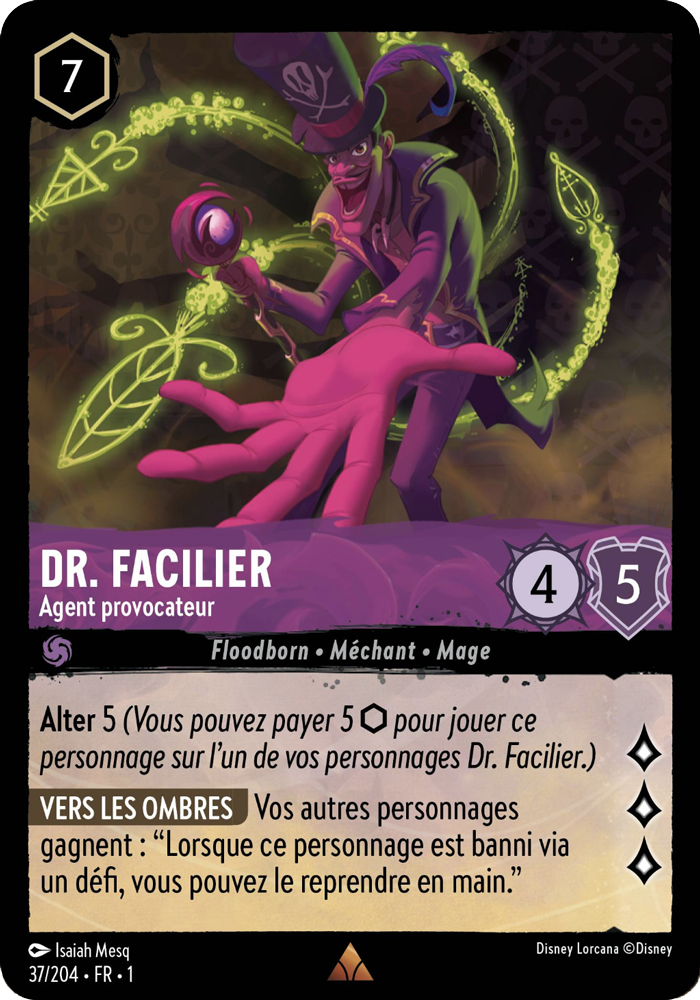 7
DR. FACILIER
Agent provocateur
4
5
Floodborn • Méchant • Mage
Alter 5 (Vous pouvez payer 5 ⬡ pour jouer ce
personnage sur l'un de vos personnages Dr. Facilier.)
VERS LES OMBRES Vos autres personnages
gagnent : “Lorsque ce personnage est banni via
un défi, vous pouvez le reprendre en main.”
Isaiah Mesq
Disney Lorcana ©Disney
37/204 • FR • 1